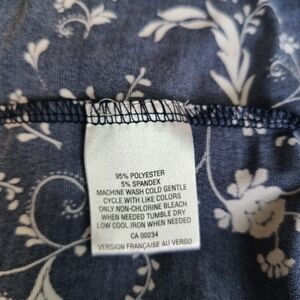 95% POLYESTER
5% SPANDEX
MACHINE WASH COLD GENTLE
CYCLE WITH LIKE COLORS
ONLY NON-CHLORINE BLEACH
WHEN NEEDED TUMBLE DRY
LOW COOL IRON WHEN NEEDED
CA 00234
VERSION FRANÇAISE AU VERSO